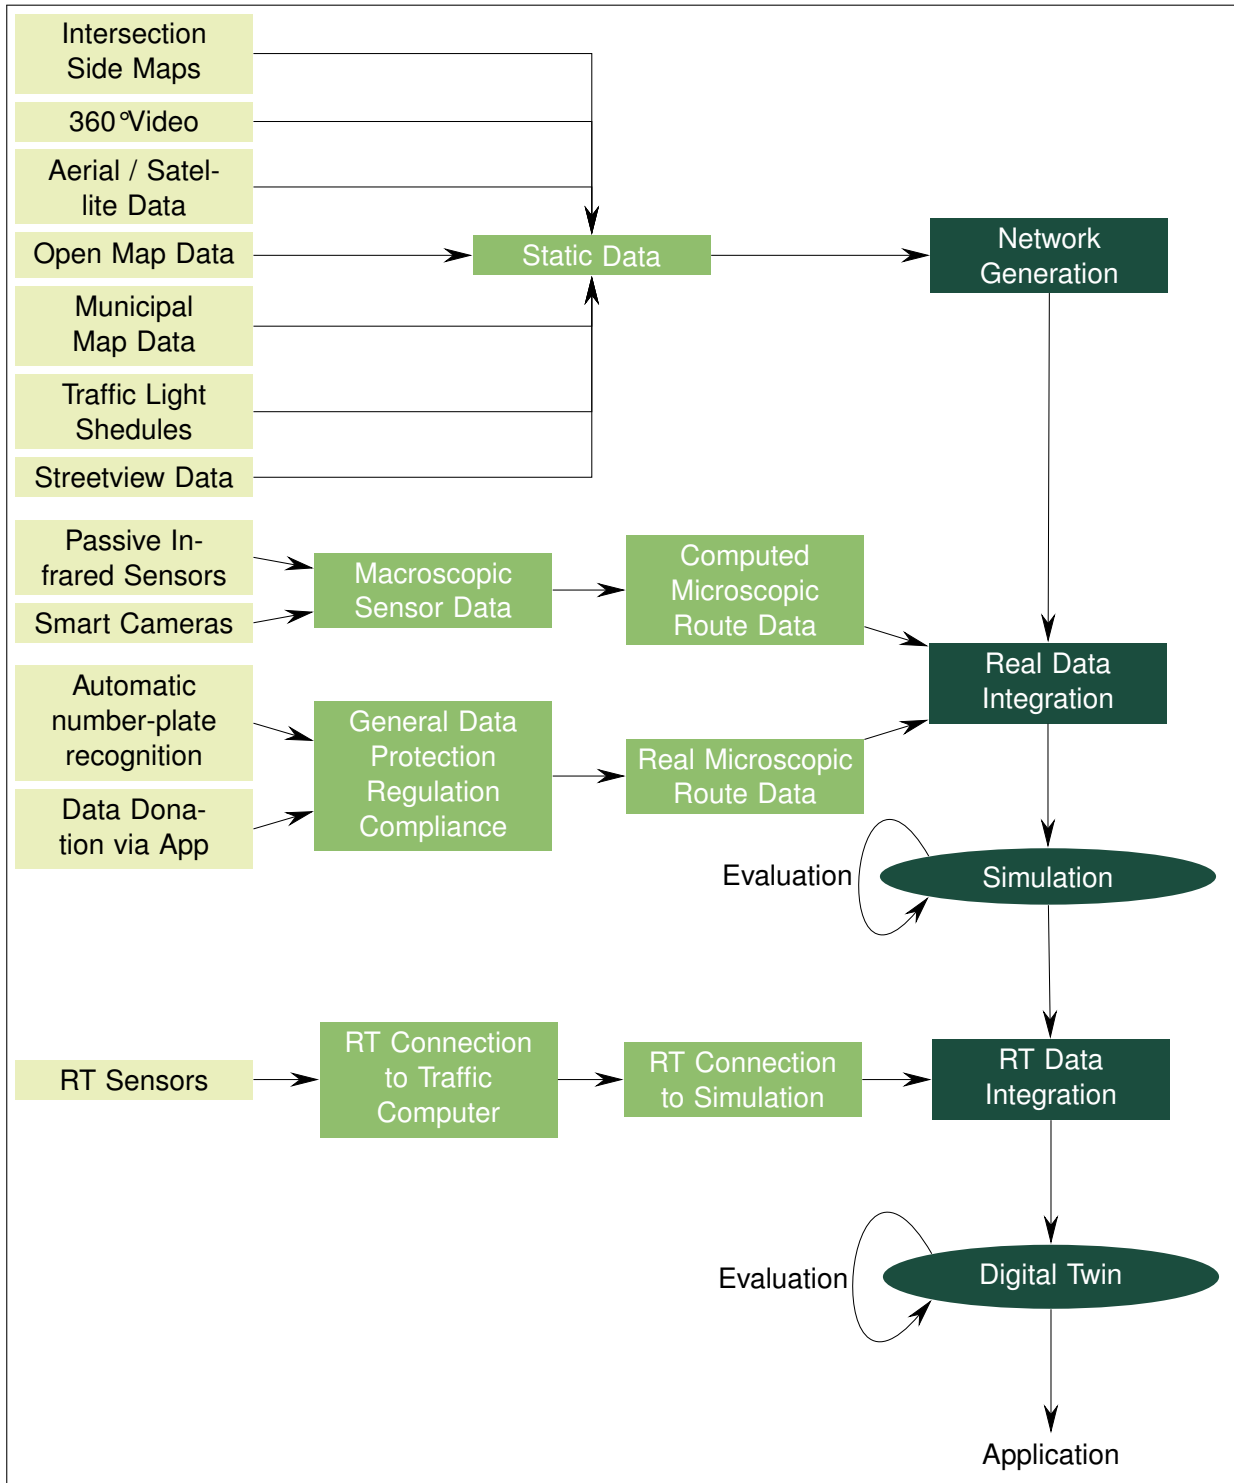 Intersection
Side Maps
360°Video
Aerial / Satel-
lite Data
Open Map Data
Municipal
Map Data
Traffic Light
Shedules
Streetview Data
Static Data
Network
Generation
Passive In-
frared Sensors
Smart Cameras
Macroscopic
Sensor Data
Computed
Microscopic
Route Data
Automatic
number-plate
recognition
Data Dona-
tion via App
General Data
Protection
Regulation
Compliance
Real Microscopic
Route Data
Real Data
Integration
Evaluation
Simulation
RT Sensors
RT Connection
to Traffic
Computer
RT Connection
to Simulation
RT Data
Integration
Evaluation
Digital Twin
Application